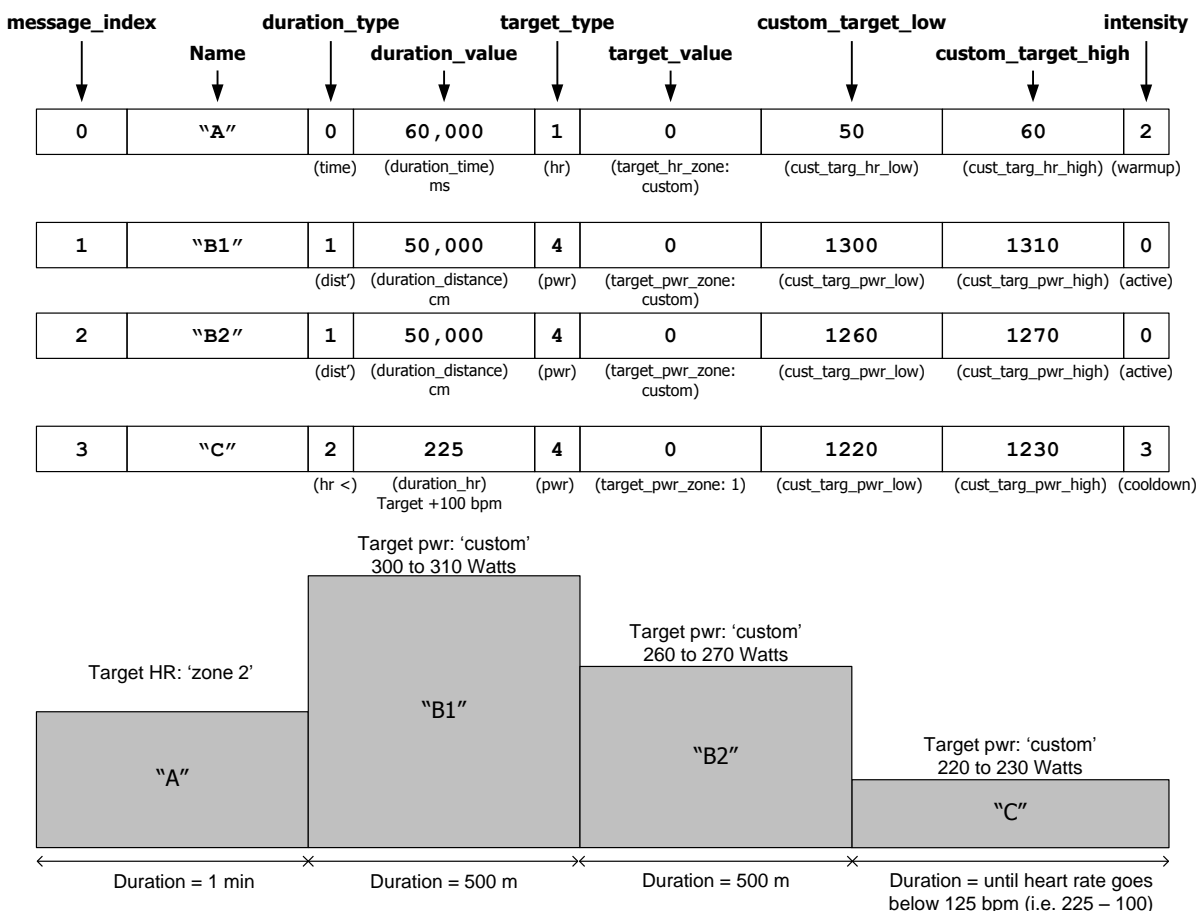 message_index duration_type target_type custom_target_low intensity
Name duration_value target_value custom_target_high
0 “A” 0 60,000 1 0 50 60 2
(time) (duration_time) (hr) (target_hr_zone: (cust_targ_hr_low) (cust_targ_hr_high) (warmup)
ms custom)
1 “B1” 1 50,000 4 0 1300 1310 0
(dist’) (duration_distance) (pwr) (target_pwr_zone: (cust_targ_pwr_low) (cust_targ_pwr_high) (active)
cm custom)
2 “B2” 1 50,000 4 0 1260 1270 0
(dist’) (duration_distance) (pwr) (target_pwr_zone: (cust_targ_pwr_low) (cust_targ_pwr_high) (active)
cm custom)
3 “C” 2 225 4 0 1220 1230 3
(hr <) (duration_hr) (pwr) (target_pwr_zone: 1) (cust_targ_pwr_low) (cust_targ_pwr_high) (cooldown)
Target +100 bpm
Target pwr: ‘custom’
300 to 310 Watts
Target pwr: ‘custom’
260 to 270 Watts
Target HR: ‘zone 2’
“B1”
Target pwr: ‘custom’
220 to 230 Watts
“A”
“B2”
“C”
Duration = 1 min
Duration = 500 m
Duration = 500 m
Duration = until heart rate goes
below 125 bpm (i.e. 225 – 100)